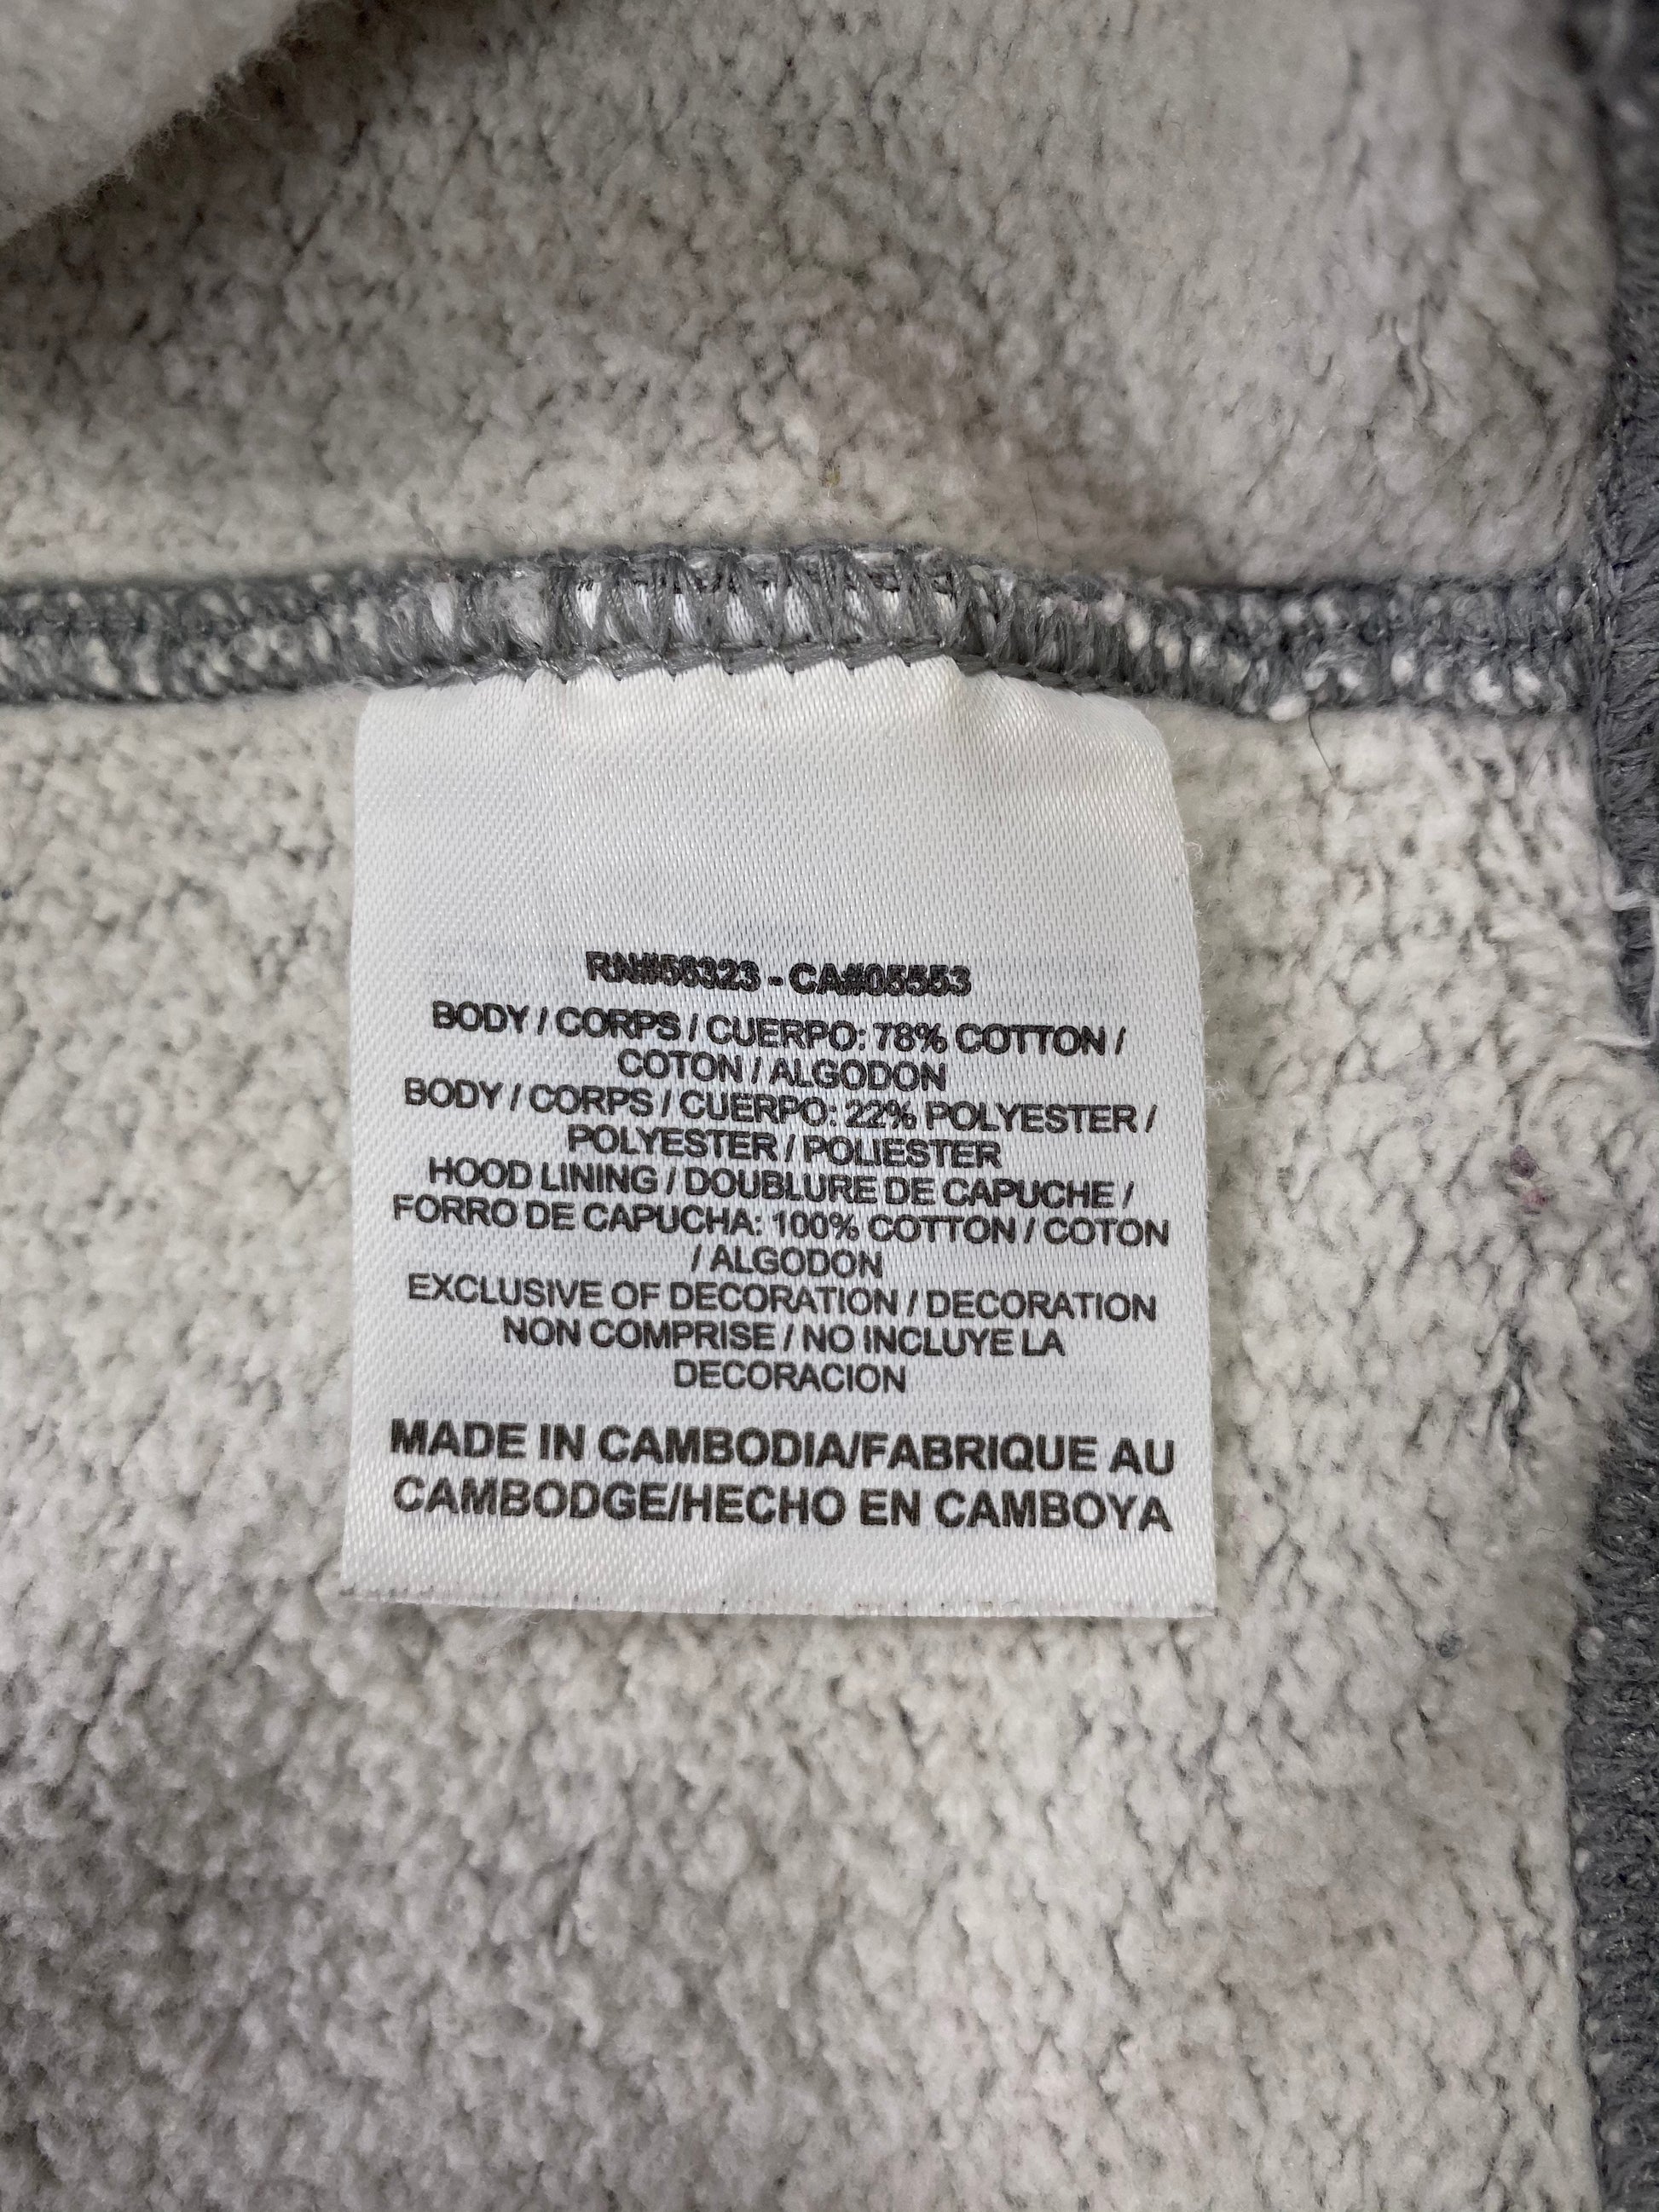 RN#56323 - CA#05553
BODY / CORPS / CUERPO: 78% COTTON /
COTON / ALGODON
BODY / CORPS / CUERPO: 22% POLYESTER /
POLYESTER / POLIESTER
HOOD LINING / DOUBLURE DE CAPUCHE /
FORRO DE CAPUCHA: 100% COTTON / COTON
/ ALGODON
EXCLUSIVE OF DECORATION / DECORATION
NON COMPRISE / NO INCLUYE LA
DECORACION
MADE IN CAMBODIA/FABRIQUE AU
CAMBODGE/HECHO EN CAMBOYA